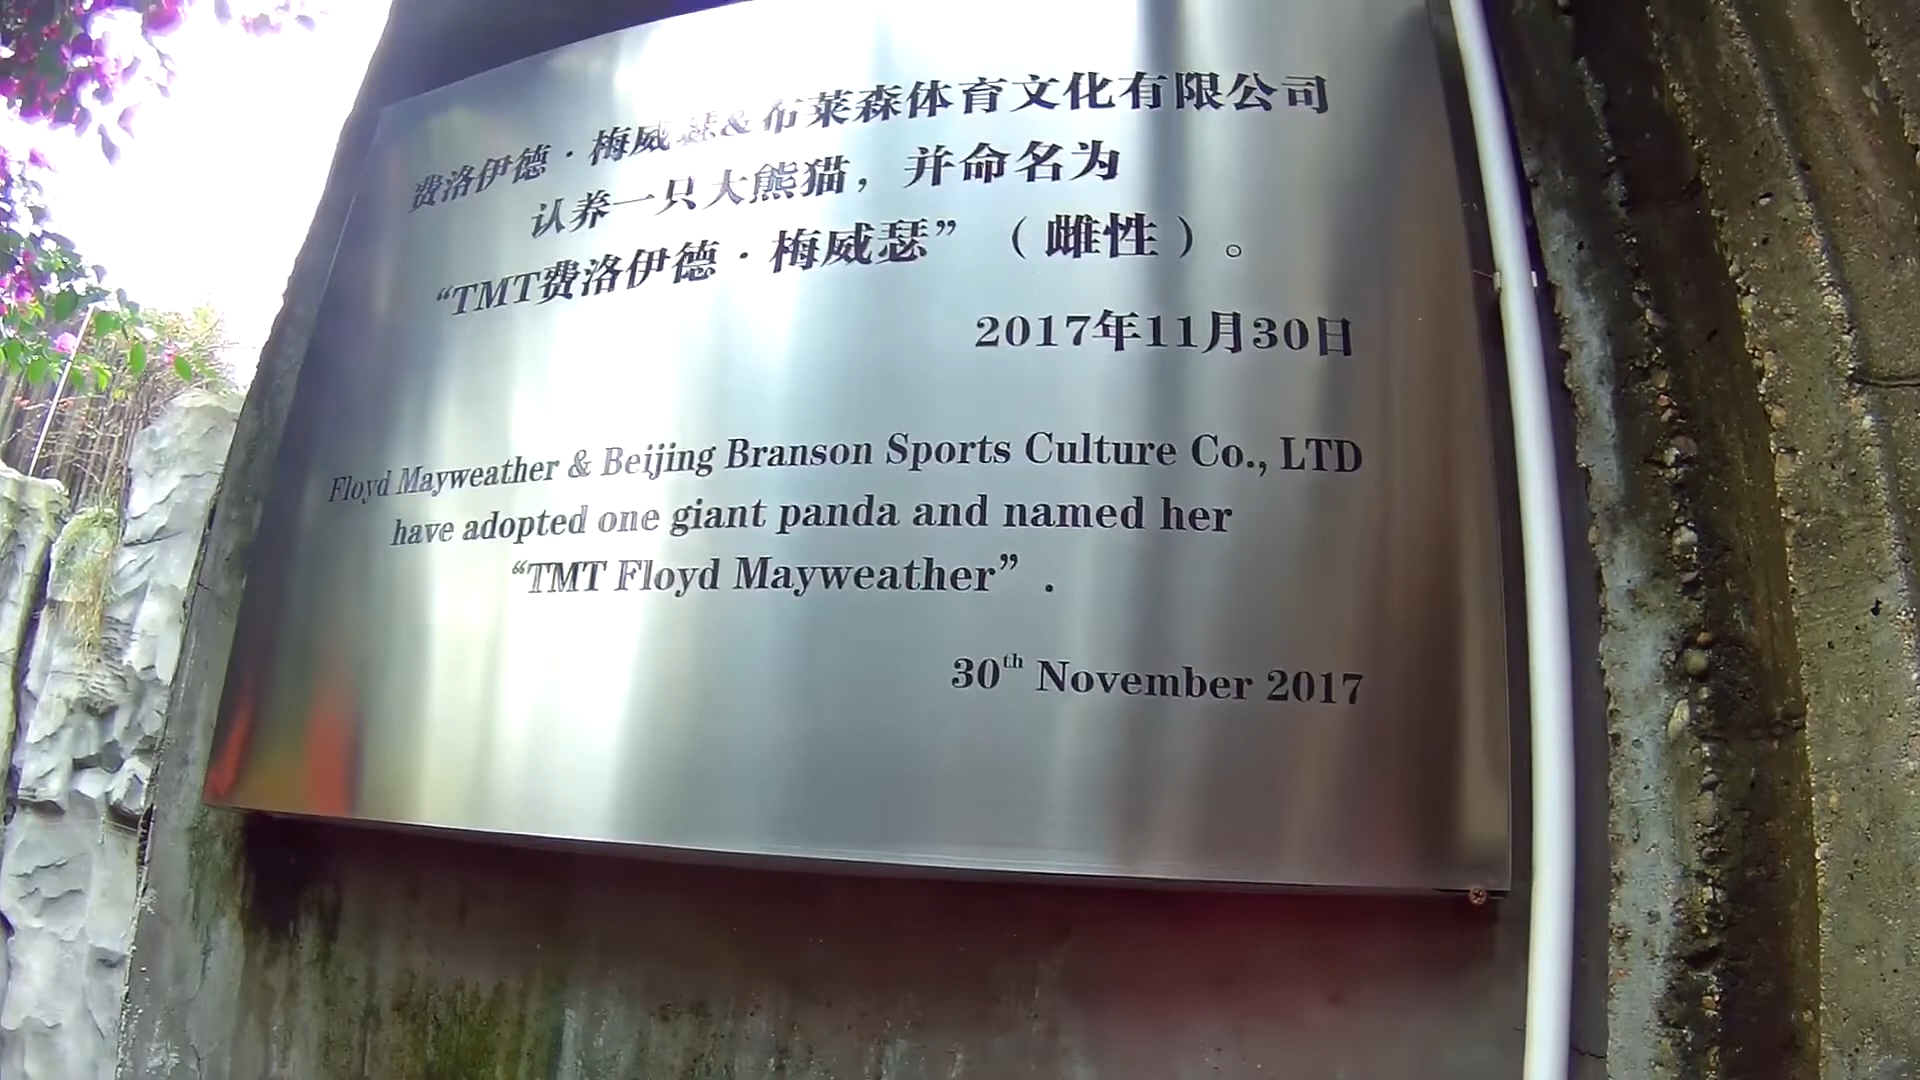 费洛伊德·梅威瑟&布莱森体育文化有限公司
认养一只大熊猫，并命名为
“TMT费洛伊德·梅威瑟”（雌性）。
2017年11月30日
Floyd Mayweather & Beijing Branson Sports Culture Co., LTD
have adopted one giant panda and named her
“TMT Floyd Mayweather”.
30th November 2017